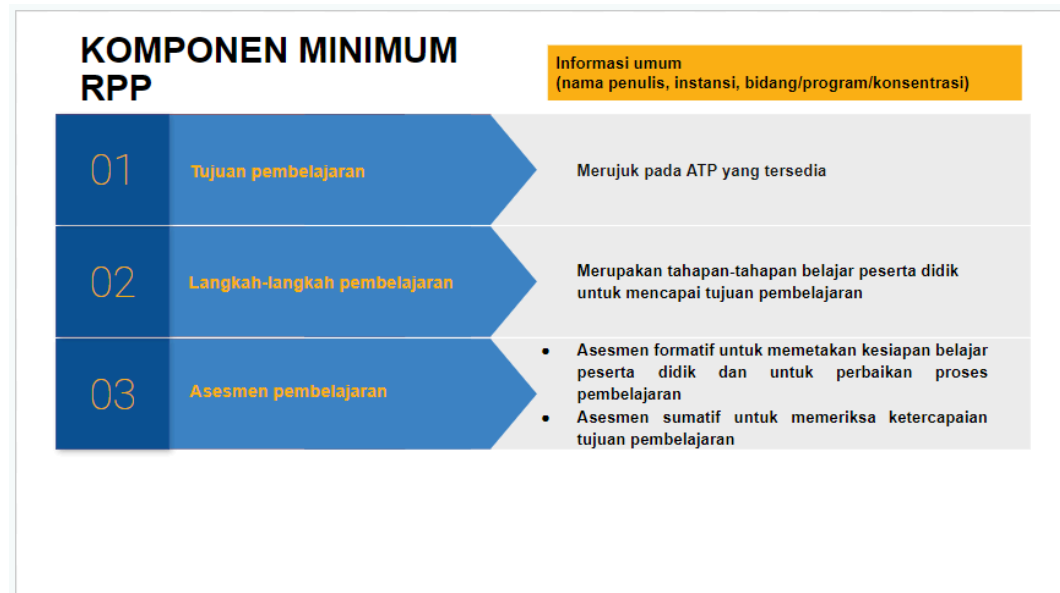 KOMPONEN MINIMUM
RPP
Informasi umum
(nama penulis, instansi, bidang/program/konsentrasi)
01
Tujuan pembelajaran
Merujuk pada ATP yang tersedia
02
Langkah-langkah pembelajaran
Merupakan tahapan-tahapan belajar peserta didik
untuk mencapai tujuan pembelajaran
03
Asesmen pembelajaran
● Asesmen formatif untuk memetakan kesiapan belajar
peserta didik dan untuk perbaikan proses
pembelajaran
● Asesmen sumatif untuk memeriksa ketercapaian
tujuan pembelajaran